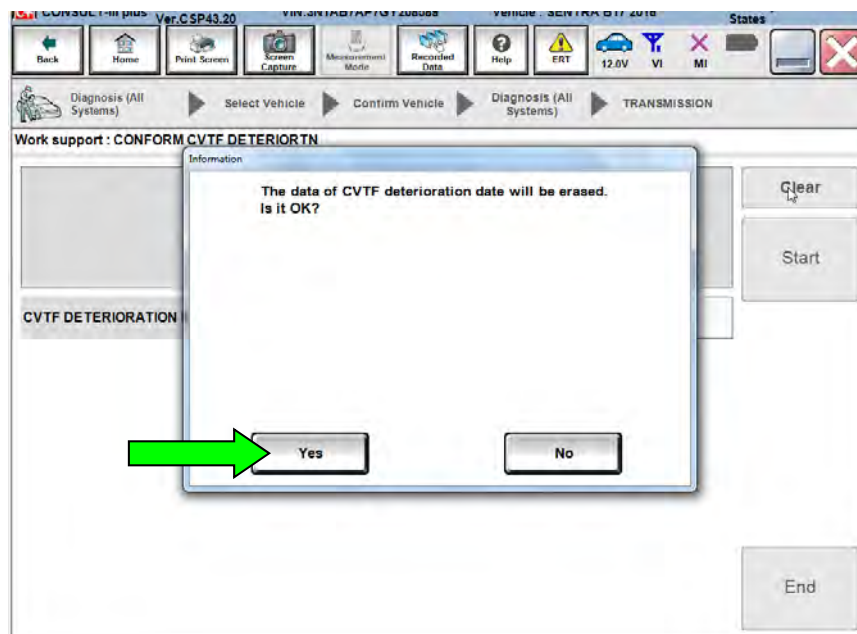 CONSULT-III plus Ver.CSP43.20 VIN:3N1AB7AP7GY208589 Vehicle : SENTRA B17 2016 States
Back Home Print Screen Screen Capture Measurement Mode Recorded Data Help ERT 12.0V VI MI
Diagnosis (All Systems) Select Vehicle Confirm Vehicle Diagnosis (All Systems) TRANSMISSION
Work support : CONFORM CVTF DETERIORTN
Information
The data of CVTF deterioration date will be erased.
Is it OK?
Clear
Start
CVTF DETERIORATION
Yes No
End